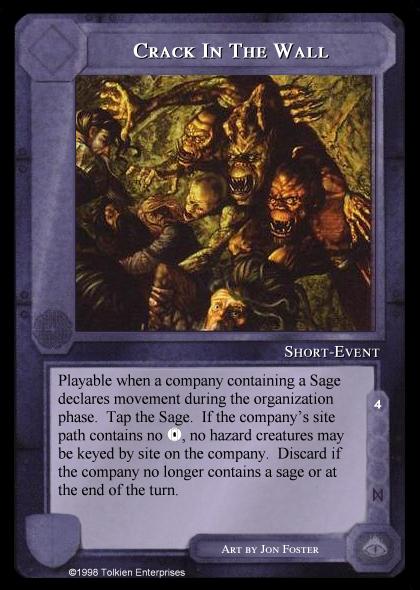 Crack In The Wall
Short-Event
Playable when a company containing a Sage
declares movement during the organization
phase.  Tap the Sage.  If the company's site
path contains no , no hazard creatures may
be keyed by site on the company.  Discard if
the company no longer contains a sage or at
the end of the turn.
4
Art by Jon Foster
©1998 Tolkien Enterprises